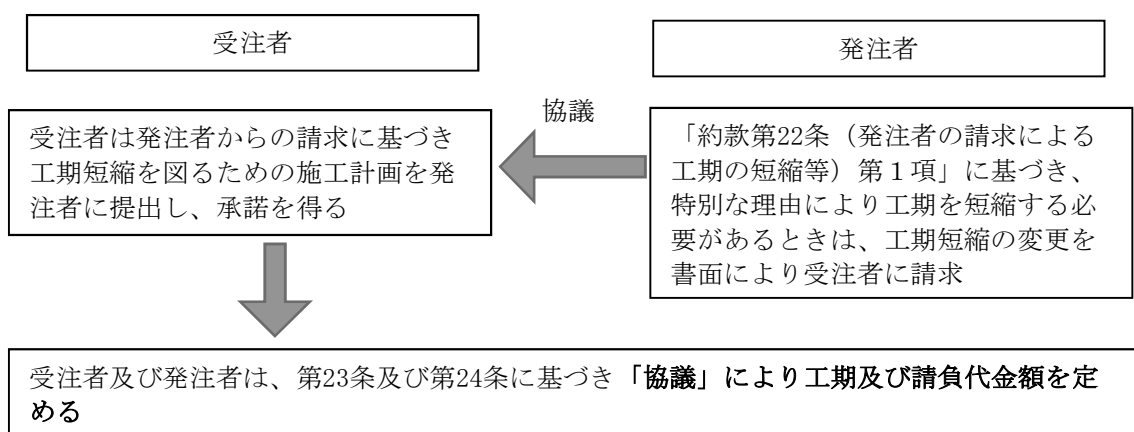 受注者
発注者
協議
受注者は発注者からの請求に基づき
工期短縮を図るための施工計画を発
注者に提出し、承諾を得る
「約款第22条（発注者の請求による
工期の短縮等）第１項」に基づき、
特別な理由により工期を短縮する必
要があるときは、工期短縮の変更を
書面により受注者に請求
受注者及び発注者は、第23条及び第24条に基づき「協議」により工期及び請負代金額を定
める